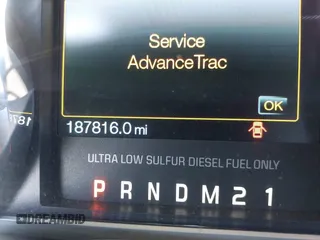 Service
AdvanceTrac
OK
187816.0 mi
ULTRA LOW SULFUR DIESEL FUEL ONLY
P R N D M 2 1
DREAMBID